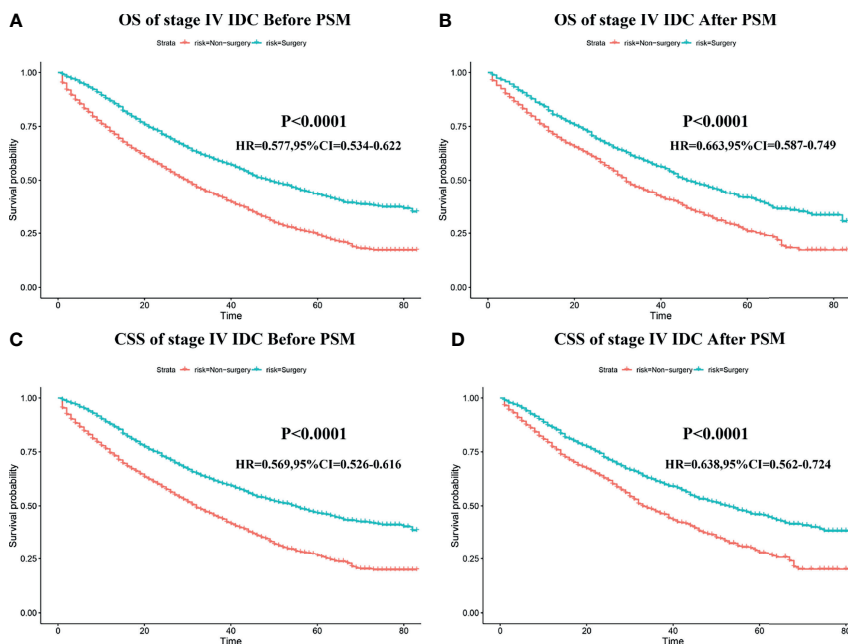 A
OS of stage IV IDC Before PSM
Strata risk=Non-surgery risk=Surgery
1.00
0.75
0.50
0.25
0.00
Survival probability
P<0.0001
HR=0.577,95%CI=0.534-0.622
0 20 40 60 80
Time
B
OS of stage IV IDC After PSM
Strata risk=Non-surgery risk=Surgery
1.00
0.75
0.50
0.25
0.00
Survival probability
P<0.0001
HR=0.663,95%CI=0.587-0.749
0 20 40 60 80
Time
C
CSS of stage IV IDC Before PSM
Strata risk=Non-surgery risk=Surgery
1.00
0.75
0.50
0.25
0.00
Survival probability
P<0.0001
HR=0.569,95%CI=0.526-0.616
0 20 40 60 80
Time
D
CSS of stage IV IDC After PSM
Strata risk=Non-surgery risk=Surgery
1.00
0.75
0.50
0.25
0.00
Survival probability
P<0.0001
HR=0.638,95%CI=0.562-0.724
0 20 40 60 80
Time